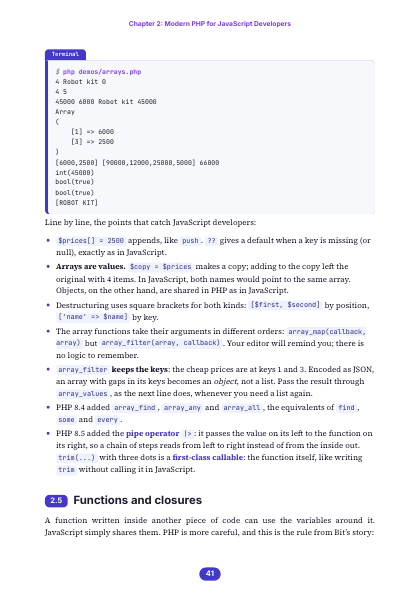 Chapter 2: Modern PHP for JavaScript Developers
Terminal
$ php demos/arrays.php
4 Robot kit 0
4 5
45000 6000 Robot kit 45000
Array
(
    [1] => 6000
    [3] => 2500
)
[6000,2500] [90000,12000,25000,5000] 66000
int(45000)
bool(true)
bool(true)
[ROBOT KIT]
Line by line, the points that catch JavaScript developers:
• $prices[] = 2500 appends, like push. ?? gives a default when a key is missing (or
null), exactly as in JavaScript.
• Arrays are values. $copy = $prices makes a copy; adding to the copy left the
original with 4 items. In JavaScript, both names would point to the same array.
Objects, on the other hand, are shared in PHP as in JavaScript.
• Destructuring uses square brackets for both kinds: [$first, $second] by position,
['name' => $name] by key.
• The array functions take their arguments in different orders: array_map(callback,
array) but array_filter(array, callback). Your editor will remind you; there is
no logic to remember.
• array_filter keeps the keys: the cheap prices are at keys 1 and 3. Encoded as JSON,
an array with gaps in its keys becomes an object, not a list. Pass the result through
array_values, as the next line does, whenever you need a list again.
• PHP 8.4 added array_find, array_any and array_all, the equivalents of find,
some and every.
• PHP 8.5 added the pipe operator |>: it passes the value on its left to the function on
its right, so a chain of steps reads from left to right instead of from the inside out.
trim(...) with three dots is a first-class callable: the function itself, like writing
trim without calling it in JavaScript.
2.5 Functions and closures
A function written inside another piece of code can use the variables around it.
JavaScript simply shares them. PHP is more careful, and this is the rule from Bit's story:
41